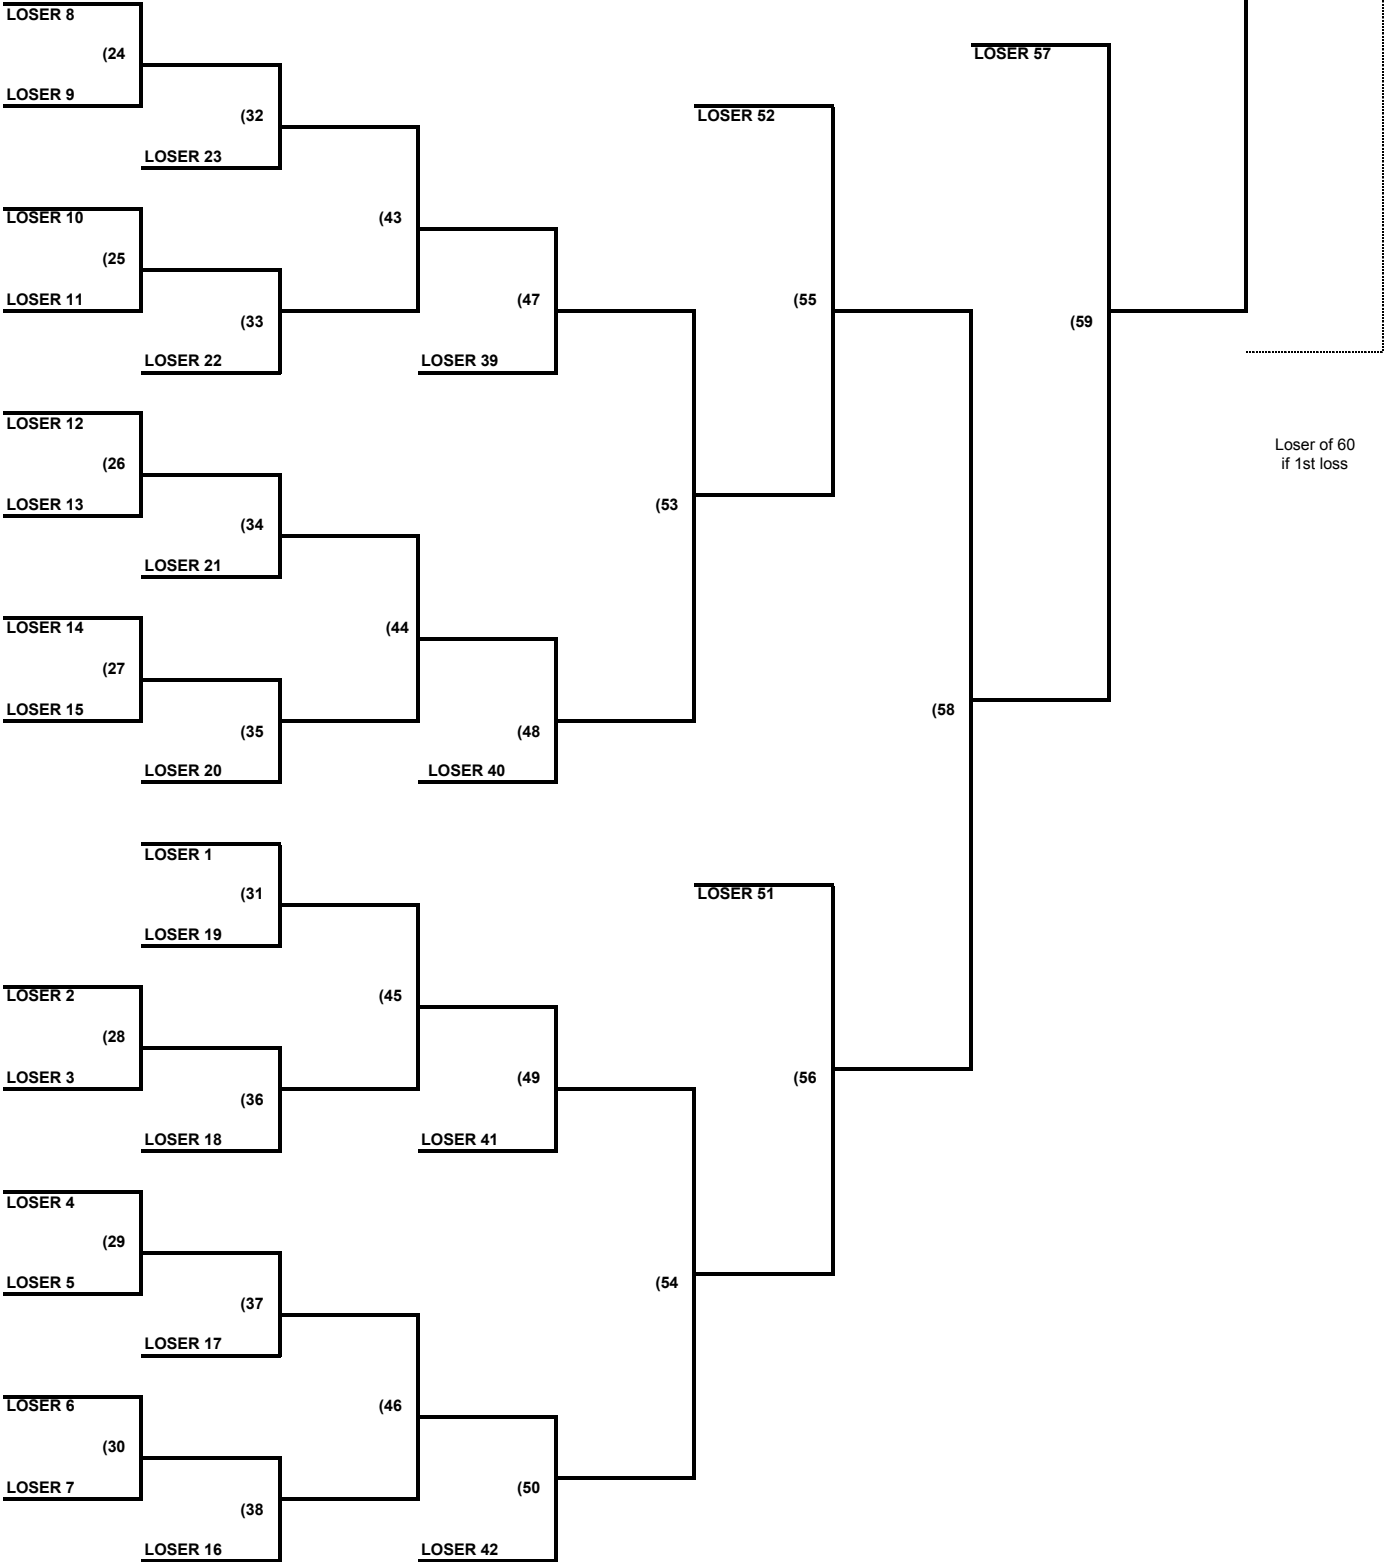 LOSER 8
LOSER 57
(24
LOSER 9
(32
LOSER 52
LOSER 23
LOSER 10
(43
(25
LOSER 11
(47
(55
(33
(59
LOSER 22
LOSER 39
LOSER 12
Loser of 60
if 1st loss
(26
LOSER 13
(53
(34
LOSER 21
LOSER 14
(44
(27
LOSER 15
(58
(35
(48
LOSER 20
LOSER 40
LOSER 1
(31
LOSER 51
LOSER 19
LOSER 2
(45
(28
LOSER 3
(49
(56
(36
LOSER 18
LOSER 41
LOSER 4
(29
LOSER 5
(54
(37
LOSER 17
LOSER 6
(46
(30
LOSER 7
(50
(38
LOSER 16
LOSER 42